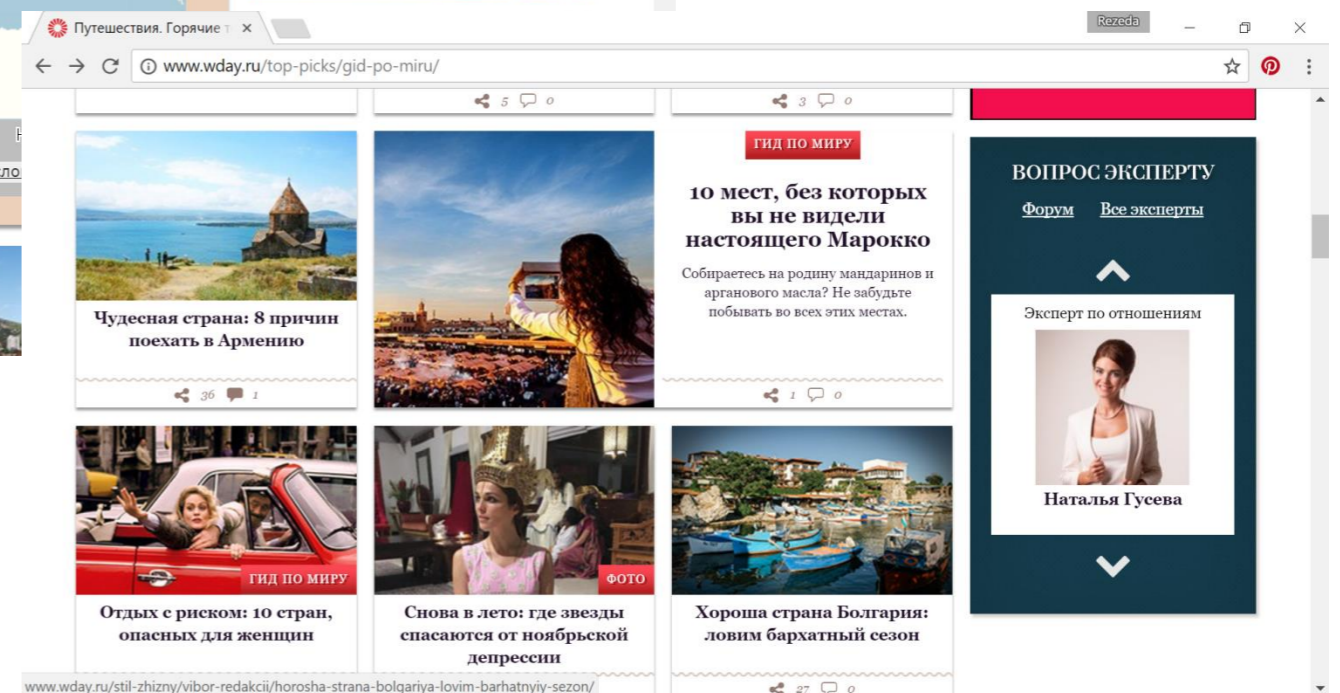 Путешествия. Горячие т
Rezeda
www.wday.ru/top-picks/gid-po-miru/
5 0
3 0
ГИД ПО МИРУ
10 мест, без которых
вы не видели
настоящего Марокко
Собираетесь на родину мандаринов и
арганового масла? Не забудьте
побывать во всех этих местах.
1 0
Чудесная страна: 8 причин
поехать в Армению
36 1
ГИД ПО МИРУ
Отдых с риском: 10 стран,
опасных для женщин
ФОТО
Снова в лето: где звезды
спасаются от ноябрьской
депрессии
Хороша страна Болгария:
ловим бархатный сезон
27 0
ВОПРОС ЭКСПЕРТУ
Форум Все эксперты
Эксперт по отношениям
Наталья Гусева
www.wday.ru/stil-zhizny/vibor-redakcii/horosha-strana-bolgariya-lovim-barhatnyiy-sezon/